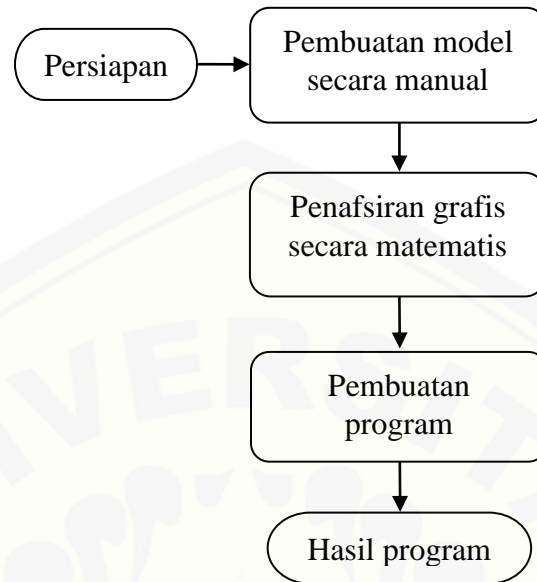 Persiapan
Pembuatan model
secara manual
Penafsiran grafis
secara matematis
Pembuatan
program
Hasil program